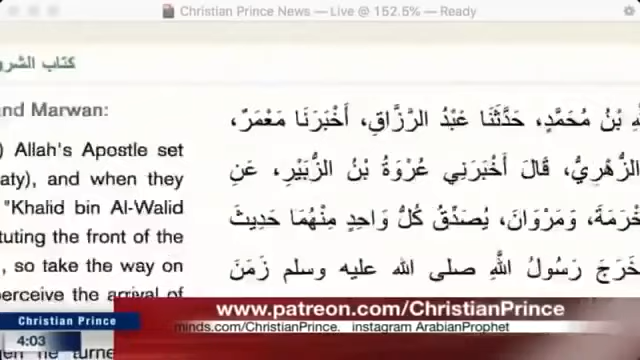 Christian Prince News — Live @ 152.5% — Ready
كتاب الشرو
nd Marwan:
) Allah's Apostle set
aty), and when they
"Khalid bin Al-Walid
tuting the front of the
, so take the way on
perceive the arrival of
هِ بْنُ مُحَمَّدٍ، حَدَّثَنَا عَبْدُ الرَّزَّاقِ، أَخْبَرَنَا مَعْمَرٌ،
الزُّهْرِيُّ، قَالَ أَخْبَرَنِي عُرْوَةُ بْنُ الزُّبَيْرِ، عَنِ
خْرَمَةَ، وَمَرْوَانَ، يُصَدِّقُ كُلُّ وَاحِدٍ مِنْهُمَا حَدِيثَ
خَرَجَ رَسُولُ اللَّهِ صلى الله عليه وسلم زَمَنَ
www.patreon.com/ChristianPrince
Christian Prince
minds.com/ChristianPrince. instagram ArabianProphet
4:03
he turne